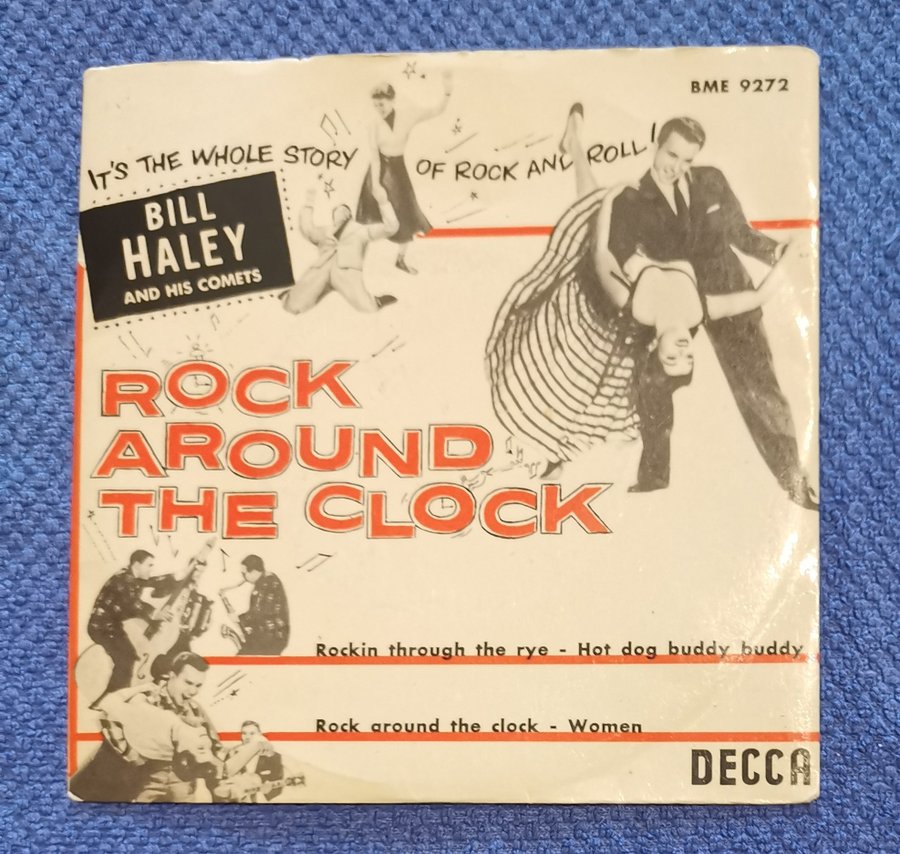 BME 9272
IT'S THE WHOLE STORY OF ROCK AND ROLL!
BILL
HALEY
AND HIS COMETS
ROCK
AROUND
THE CLOCK
Rockin through the rye - Hot dog buddy buddy
Rock around the clock - Women
DECCA